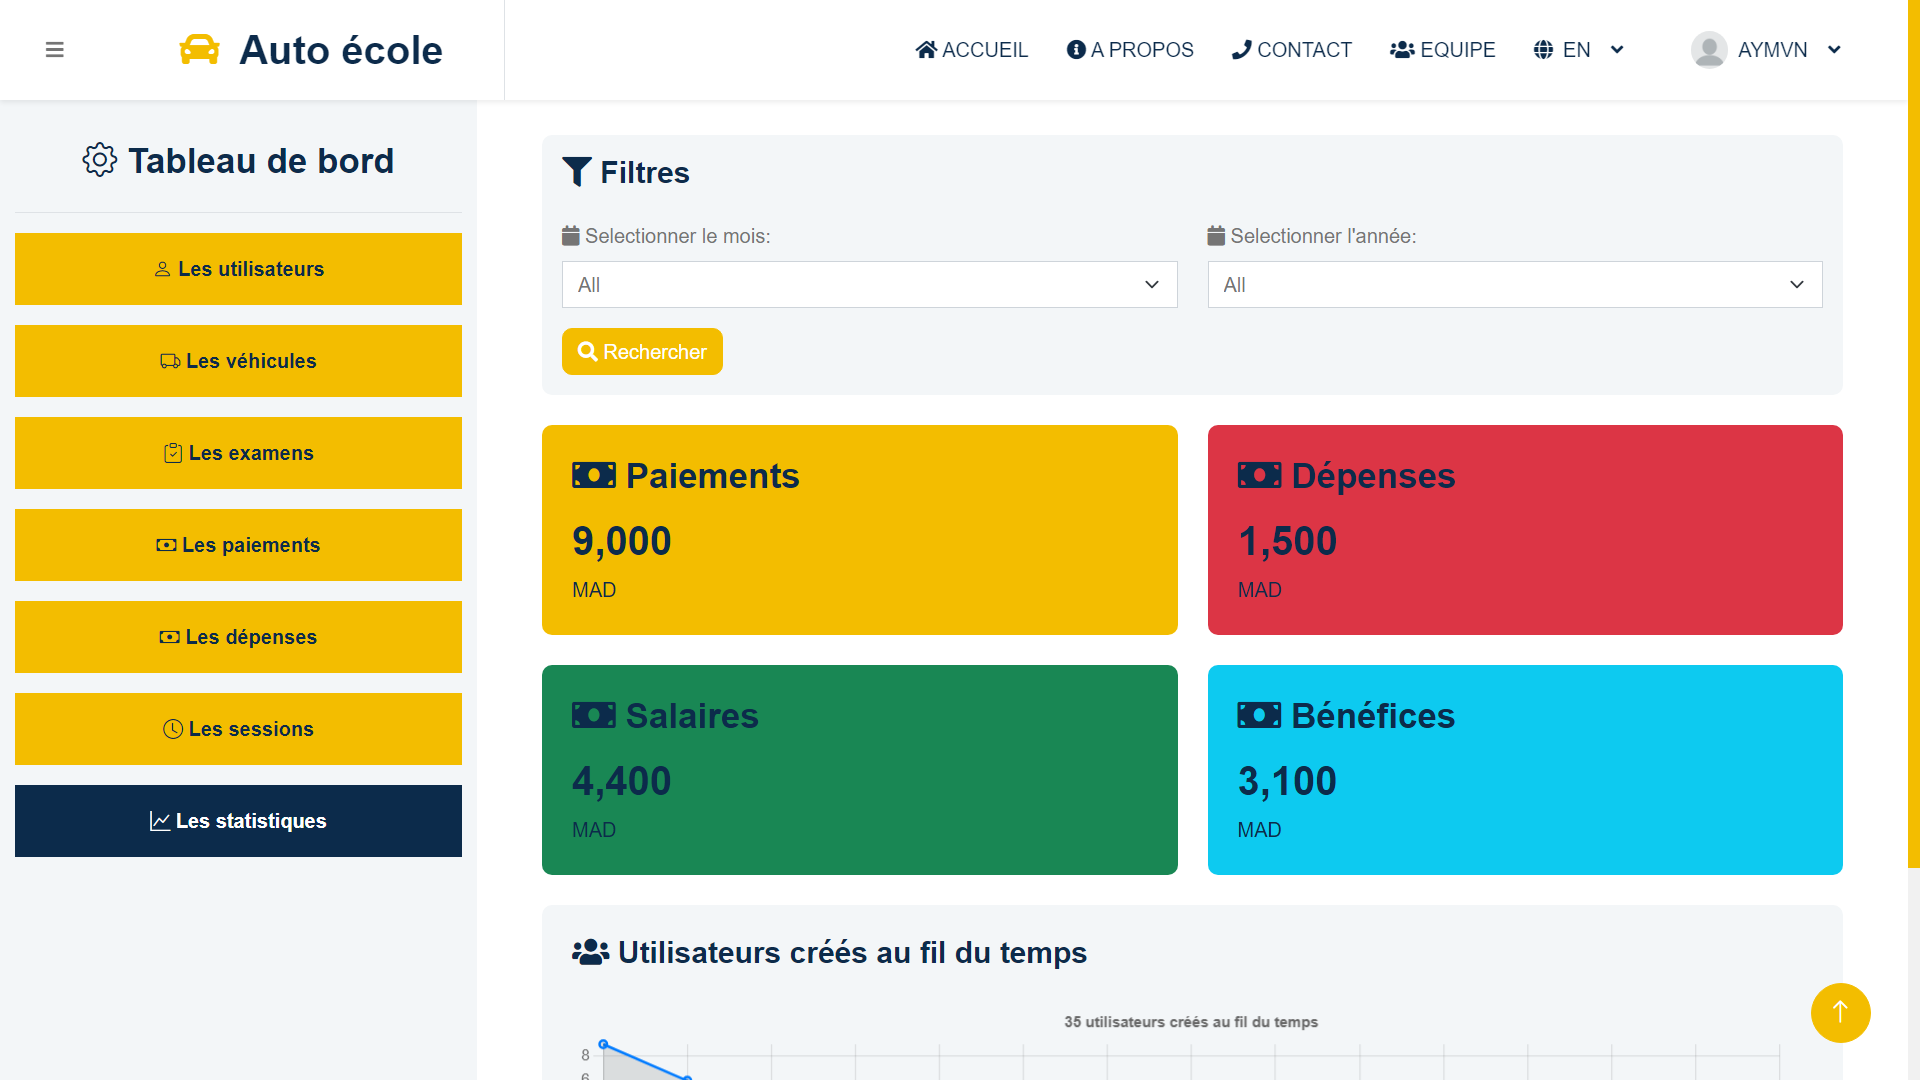 Auto école
ACCUEIL
A PROPOS
CONTACT
EQUIPE
EN
AYMVN
Tableau de bord
Les utilisateurs
Les véhicules
Les examens
Les paiements
Les dépenses
Les sessions
Les statistiques
Filtres
Selectionner le mois:
All
Selectionner l'année:
All
Rechercher
Paiements
9,000
MAD
Dépenses
1,500
MAD
Salaires
4,400
MAD
Bénéfices
3,100
MAD
Utilisateurs créés au fil du temps
35 utilisateurs créés au fil du temps
8
6